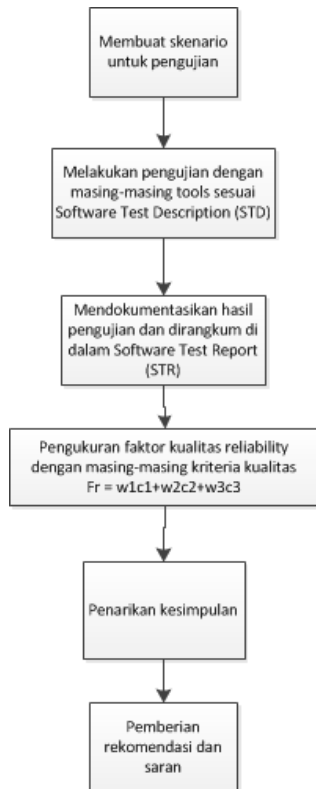 Membuat skenario
untuk pengujian
Melakukan pengujian dengan
masing-masing tools sesuai
Software Test Description (STD)
Mendokumentasikan hasil
pengujian dan dirangkum di
dalam Software Test Report
(STR)
Pengukuran faktor kualitas reliability
dengan masing-masing kriteria kualitas
Fr = w1c1+w2c2+w3c3
Penarikan kesimpulan
Pemberian
rekomendasi dan
saran